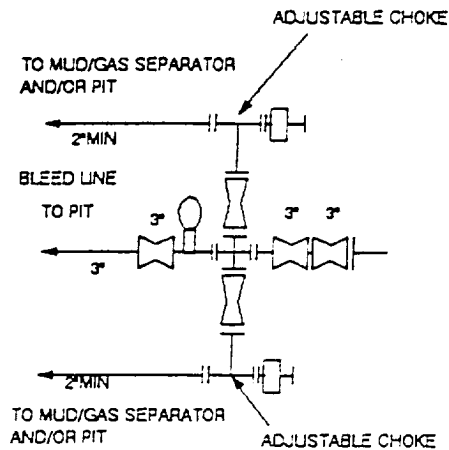 ADJUSTABLE CHOKE
TO MUD/GAS SEPARATOR
AND/OR PIT
2"MIN
BLEED LINE
TO PIT
3"
3"
3"
3"
2"MIN
TO MUD/GAS SEPARATOR
AND/OR PIT
ADJUSTABLE CHOKE